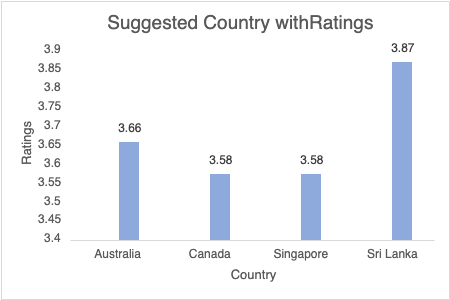 Suggested Country withRatings
3.9
3.85
3.8
3.75
3.7
3.65
3.6
3.55
3.5
3.45
3.4
Ratings
3.66
3.58
3.58
3.87
Australia
Canada
Singapore
Sri Lanka
Country